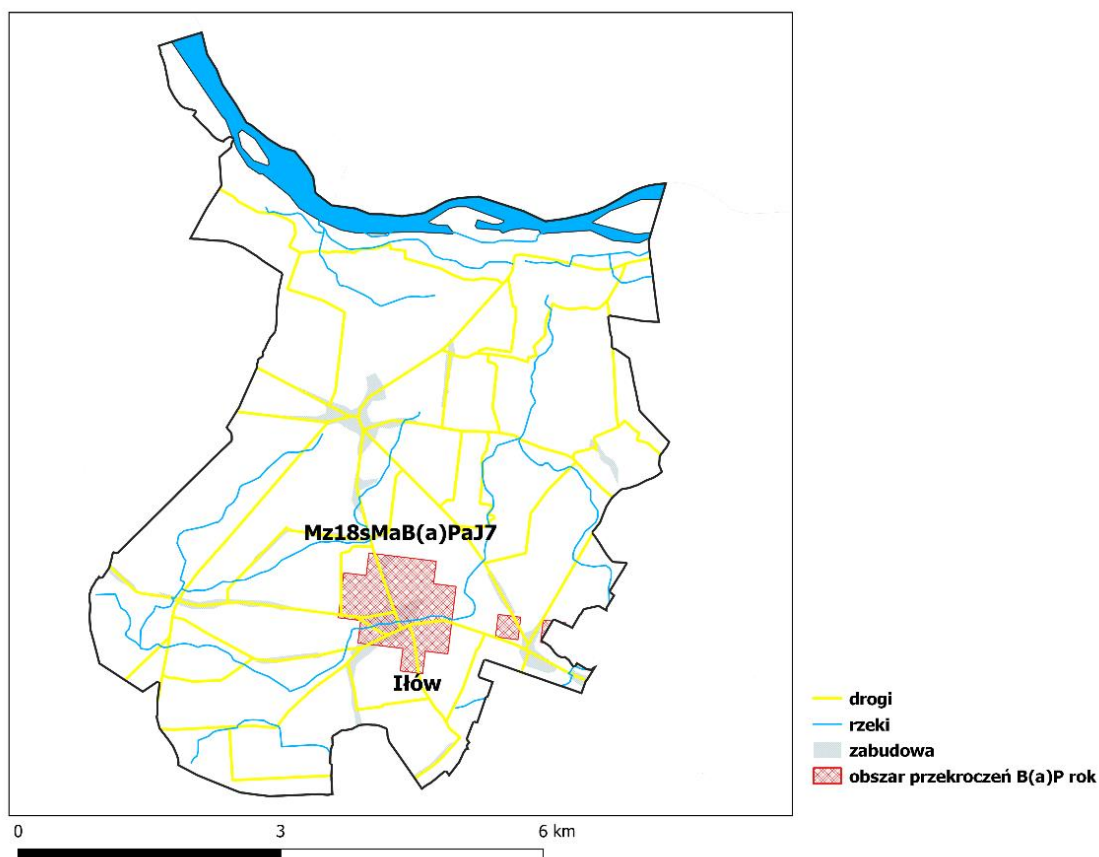 Mz18sMaB(a)PaJ7
Iłów
drogi
rzeki
zabudowa
obszar przekroczeń B(a)P rok
0 3 6 km